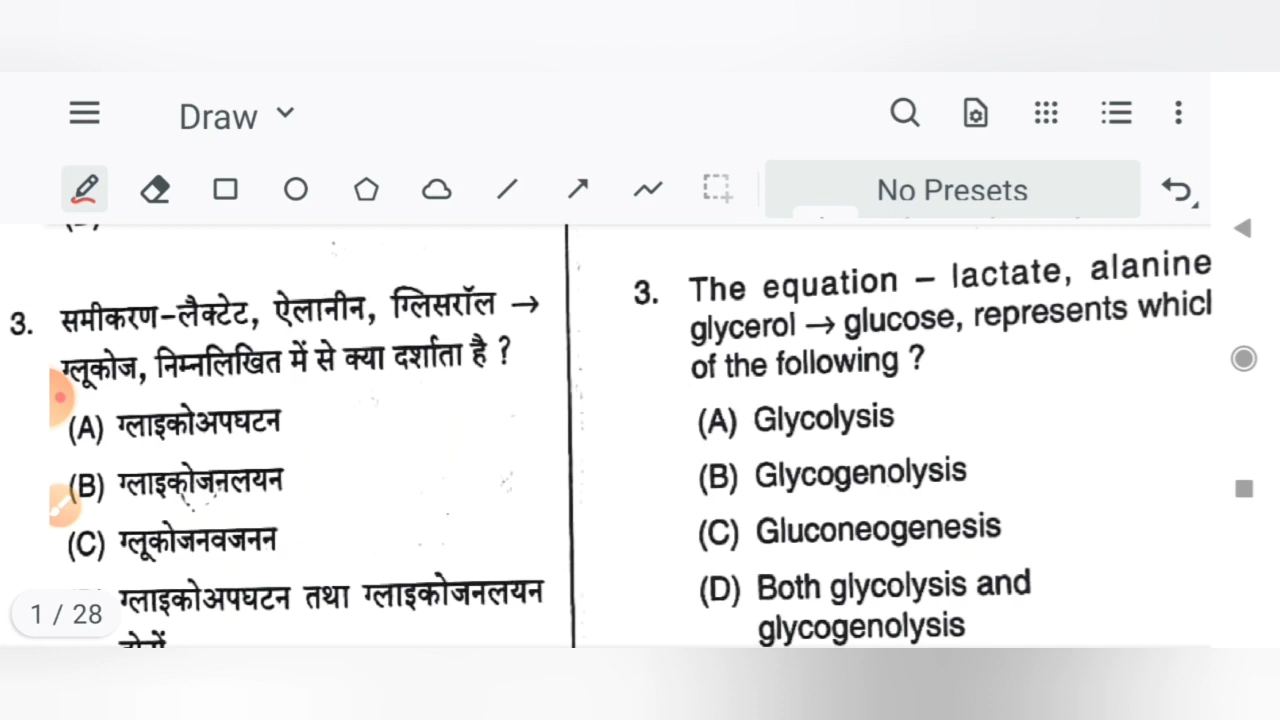 Draw
No Presets
3. समीकरण–लैक्टेट, ऐलानीन, ग्लिसरॉल →
ग्लूकोज, निम्नलिखित में से क्या दर्शाता है ?
(A) ग्लाइकोअपघटन
(B) ग्लाइकोजनलयन
(C) ग्लूकोजनवजनन
ग्लाइकोअपघटन तथा ग्लाइकोजनलयन
1 / 28
3. The equation – lactate, alanine
glycerol → glucose, represents
of the following ?
(A) Glycolysis
(B) Glycogenolysis
(C) Gluconeogenesis
(D) Both glycolysis and
glycogenolysis